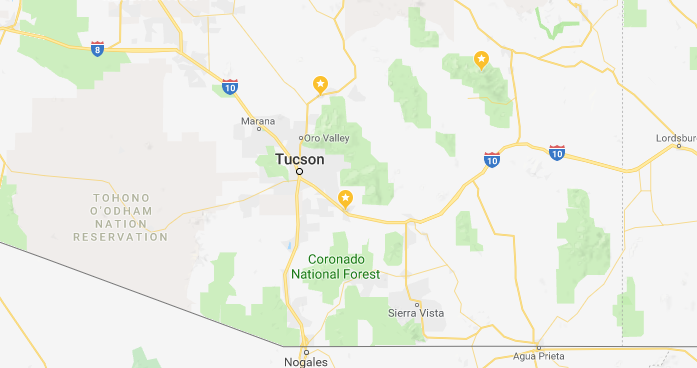 8
10
Marana
Oro Valley
Tucson
10
10
Lordsbu
TOHONO
O'ODHAM
NATION
RESERVATION
Coronado
National Forest
Sierra Vista
Nogales
Agua Prieta